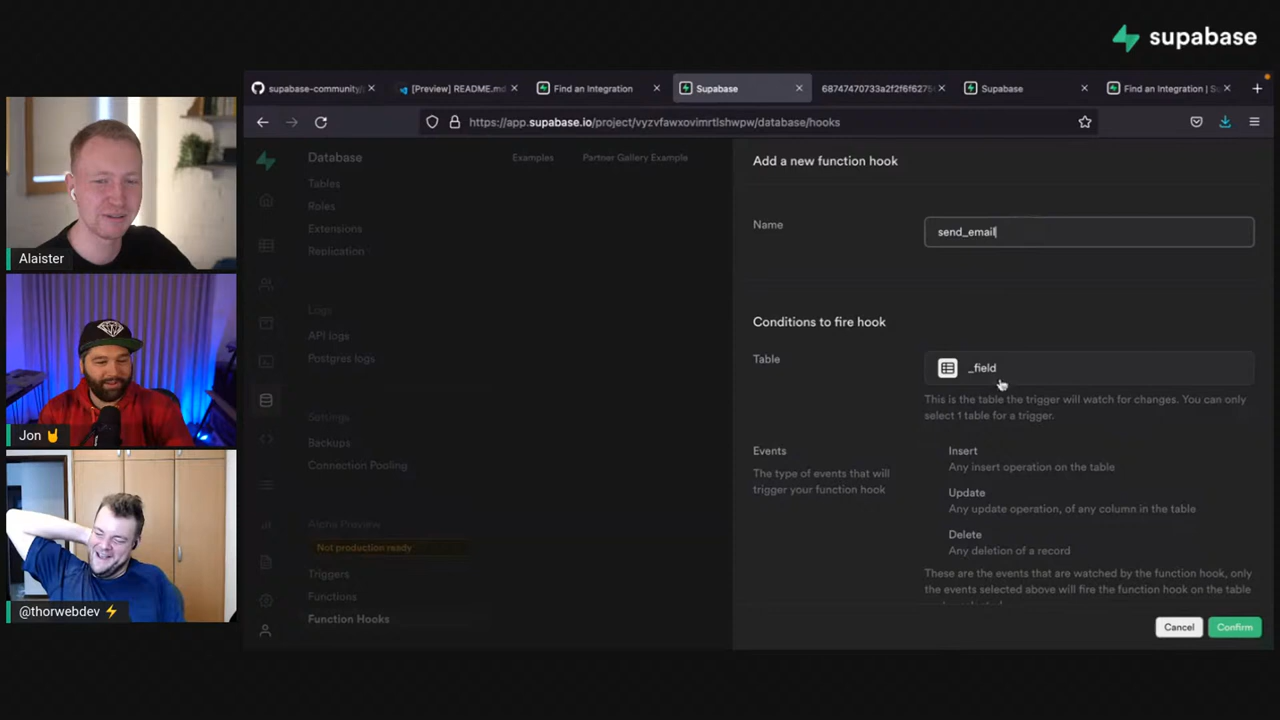 supabase
supabase-community/
[Preview] README.md
Find an Integration
Supabase
68747470733a2f2f6f6275
Supabase
Find an Integration | S
https://app.supabase.io/project/vyzvfawxovimrtlshwpw/database/hooks
Alaister
Jon 🤘
@thorwebdev ⚡
Database
Tables
Roles
Extensions
Replication
Logs
API logs
Postgres logs
Settings
Backups
Connection Pooling
Alpha Preview
Not production ready
Triggers
Functions
Function Hooks
Examples
Partner Gallery Example
Add a new function hook
Name
send_email
Conditions to fire hook
Table
_field
This is the table the trigger will watch for changes. You can only
select 1 table for a trigger.
Events
The type of events that will
trigger your function hook
Insert
Any insert operation on the table
Update
Any update operation, of any column in the table
Delete
Any deletion of a record
These are the events that are watched by the function hook, only
the events selected above will fire the function hook on the table
Cancel
Confirm